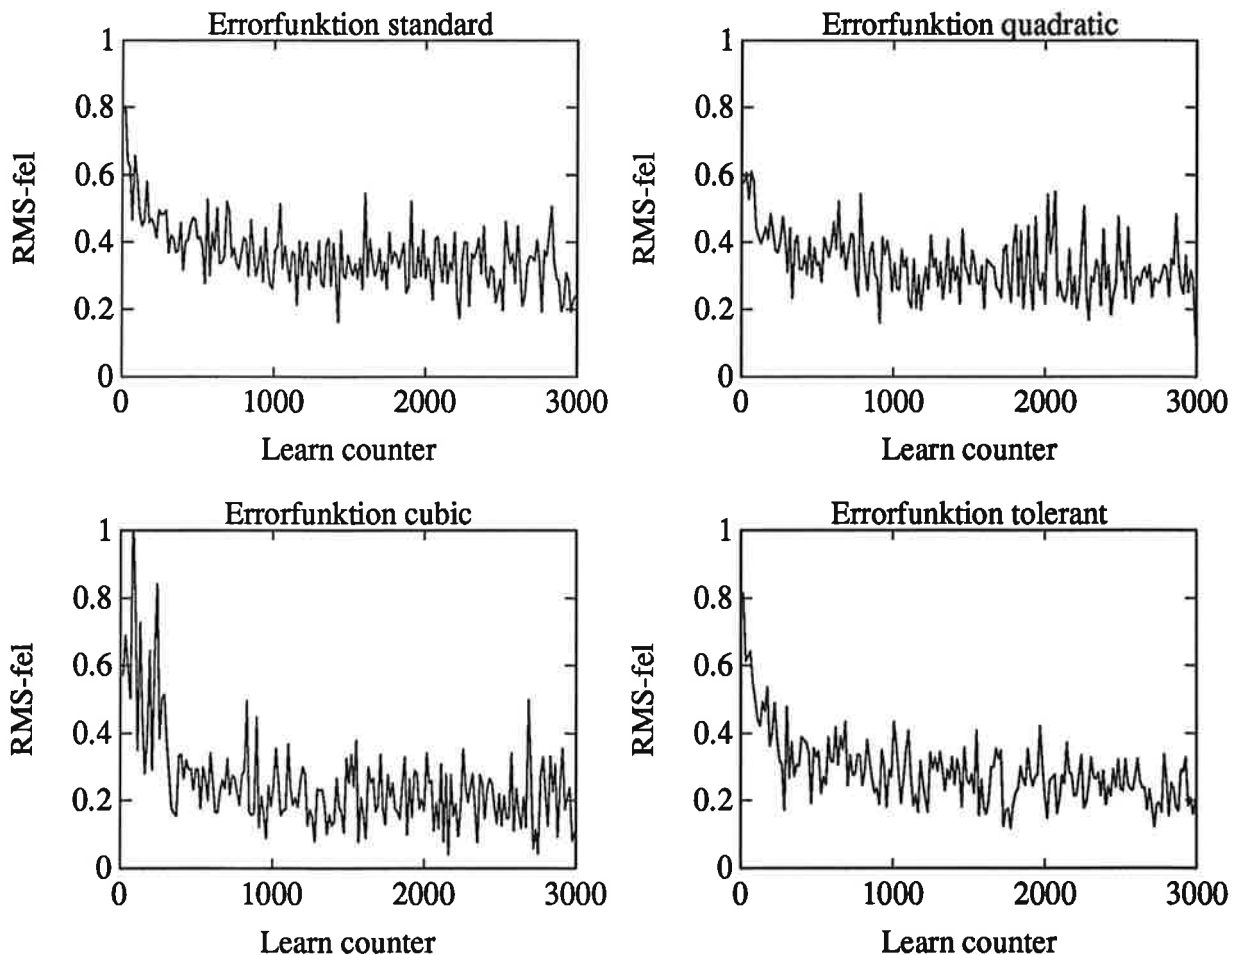 Errorfunktion standard
1
0.8
0.6
0.4
0.2
0
RMS-fel
0 1000 2000 3000
Learn counter
Errorfunktion quadratic
1
0.8
0.6
0.4
0.2
0
RMS-fel
0 1000 2000 3000
Learn counter
Errorfunktion cubic
1
0.8
0.6
0.4
0.2
0
RMS-fel
0 1000 2000 3000
Learn counter
Errorfunktion tolerant
1
0.8
0.6
0.4
0.2
0
RMS-fel
0 1000 2000 3000
Learn counter